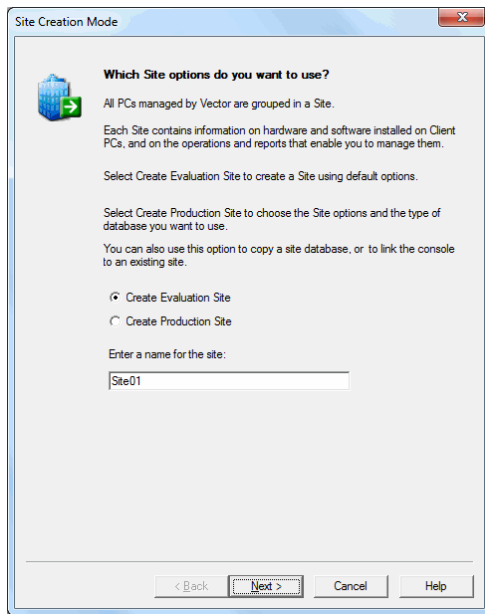 Site Creation Mode
Which Site options do you want to use?
All PCs managed by Vector are grouped in a Site.
Each Site contains information on hardware and software installed on Client
PCs, and on the operations and reports that enable you to manage them.
Select Create Evaluation Site to create a Site using default options.
Select Create Production Site to choose the Site options and the type of
database you want to use.
You can also use this option to copy a site database, or to link the console
to an existing site.
Create Evaluation Site
Create Production Site
Enter a name for the site:
Site01
< Back Next > Cancel Help